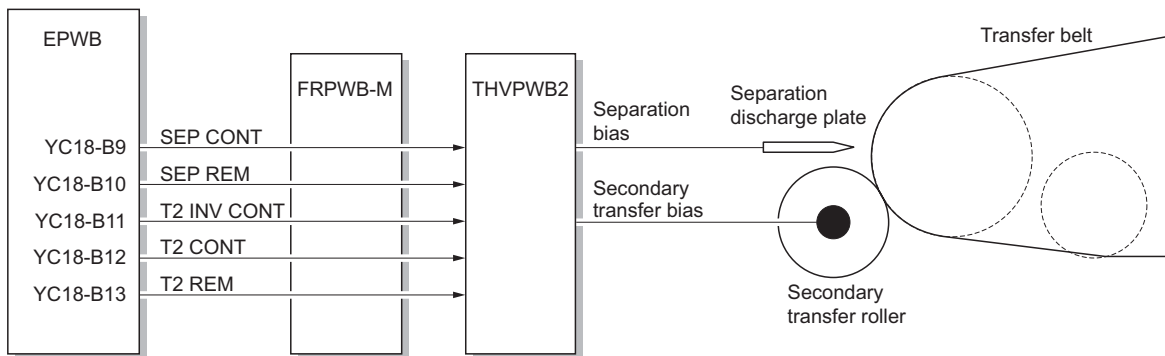 EPWB
FRPWB-M
THVPWB2
Transfer belt
Separation
bias
Separation
discharge plate
YC18-B9
SEP CONT
YC18-B10
SEP REM
YC18-B11
T2 INV CONT
YC18-B12
T2 CONT
YC18-B13
T2 REM
Secondary
transfer bias
Secondary
transfer roller